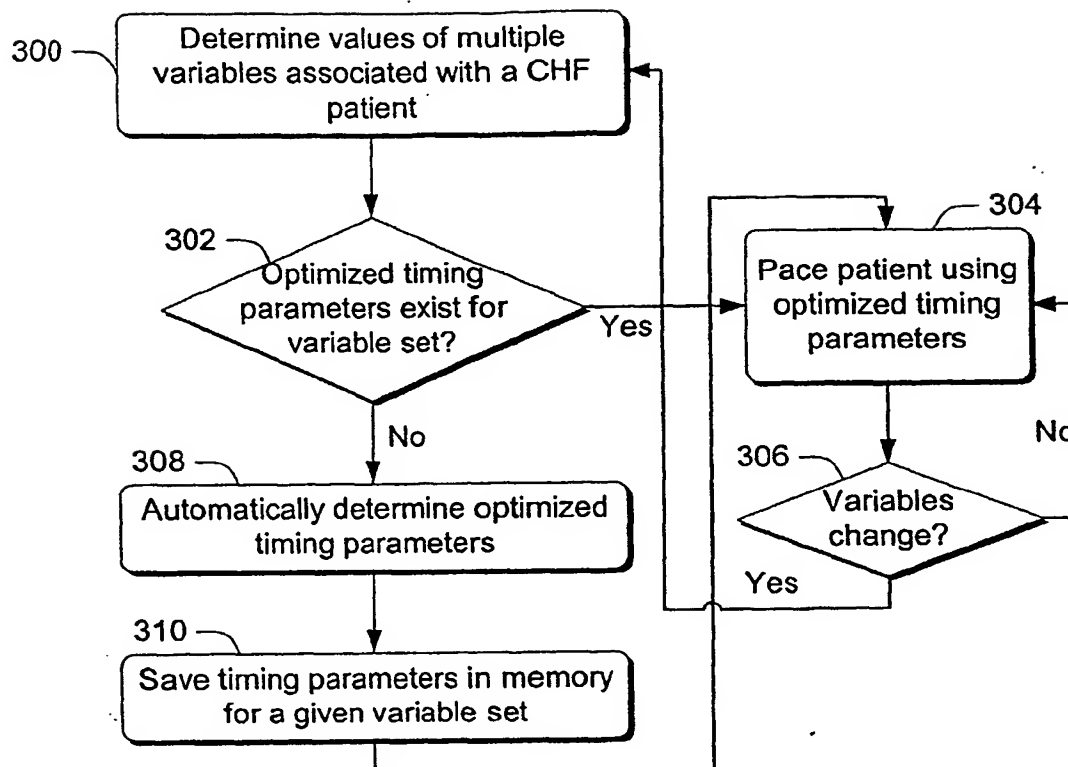 300
Determine values of multiple
variables associated with a CHF
patient
302
Optimized timing
parameters exist for
variable set?
Yes
No
304
Pace patient using
optimized timing
parameters
306
Variables
change?
Yes
No
308
Automatically determine optimized
timing parameters
310
Save timing parameters in memory
for a given variable set